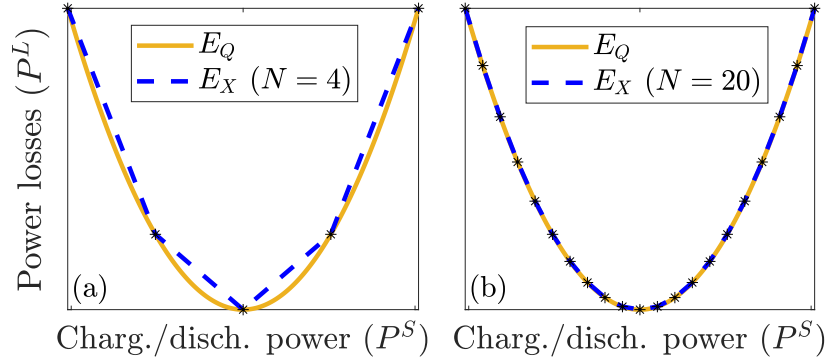 Power losses (P^L)
E_Q
E_X (N = 4)
(a)
Charg./disch. power (P^S)
E_Q
E_X (N = 20)
(b)
Charg./disch. power (P^S)